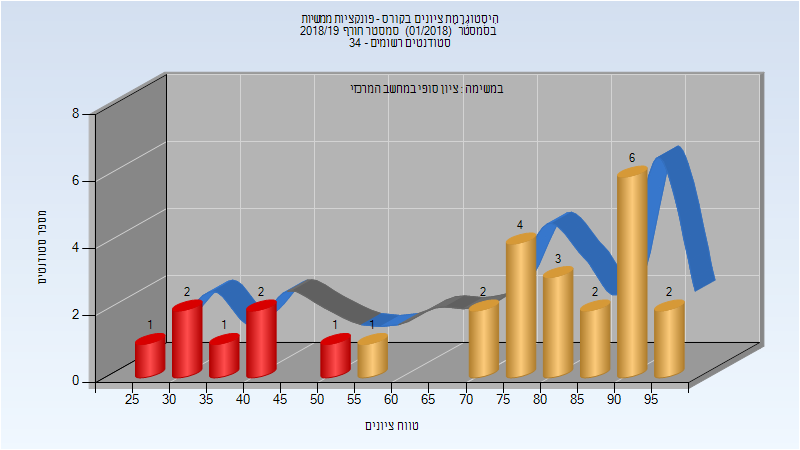 היסטוגרמת ציונים בקורס - פונקציות ממשיות
בסמסטר (01/2018) סמסטר חורף 2018/19
סטודנטים רשומים - 34
במשימה : ציון סופי במחשב המרכזי
8
6
4
2
0
מספר סטודנטים
1
2
1
2
1
1
2
4
3
2
6
2
25 30 35 40 45 50 55 60 65 70 75 80 85 90 95
טווח ציונים